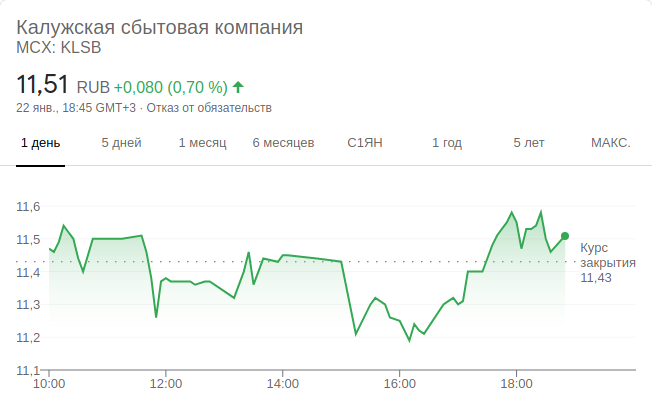 Калужская сбытовая компания
MCX: KLSB
11,51 RUB +0,080 (0,70 %)
22 янв., 18:45 GMT+3 · Отказ от обязательств
1 день 5 дней 1 месяц 6 месяцев С1ЯН 1 год 5 лет МАКС.
11,6
11,5
11,4
11,3
11,2
11,1
Курс
закрытия
11,43
10:00 12:00 14:00 16:00 18:00